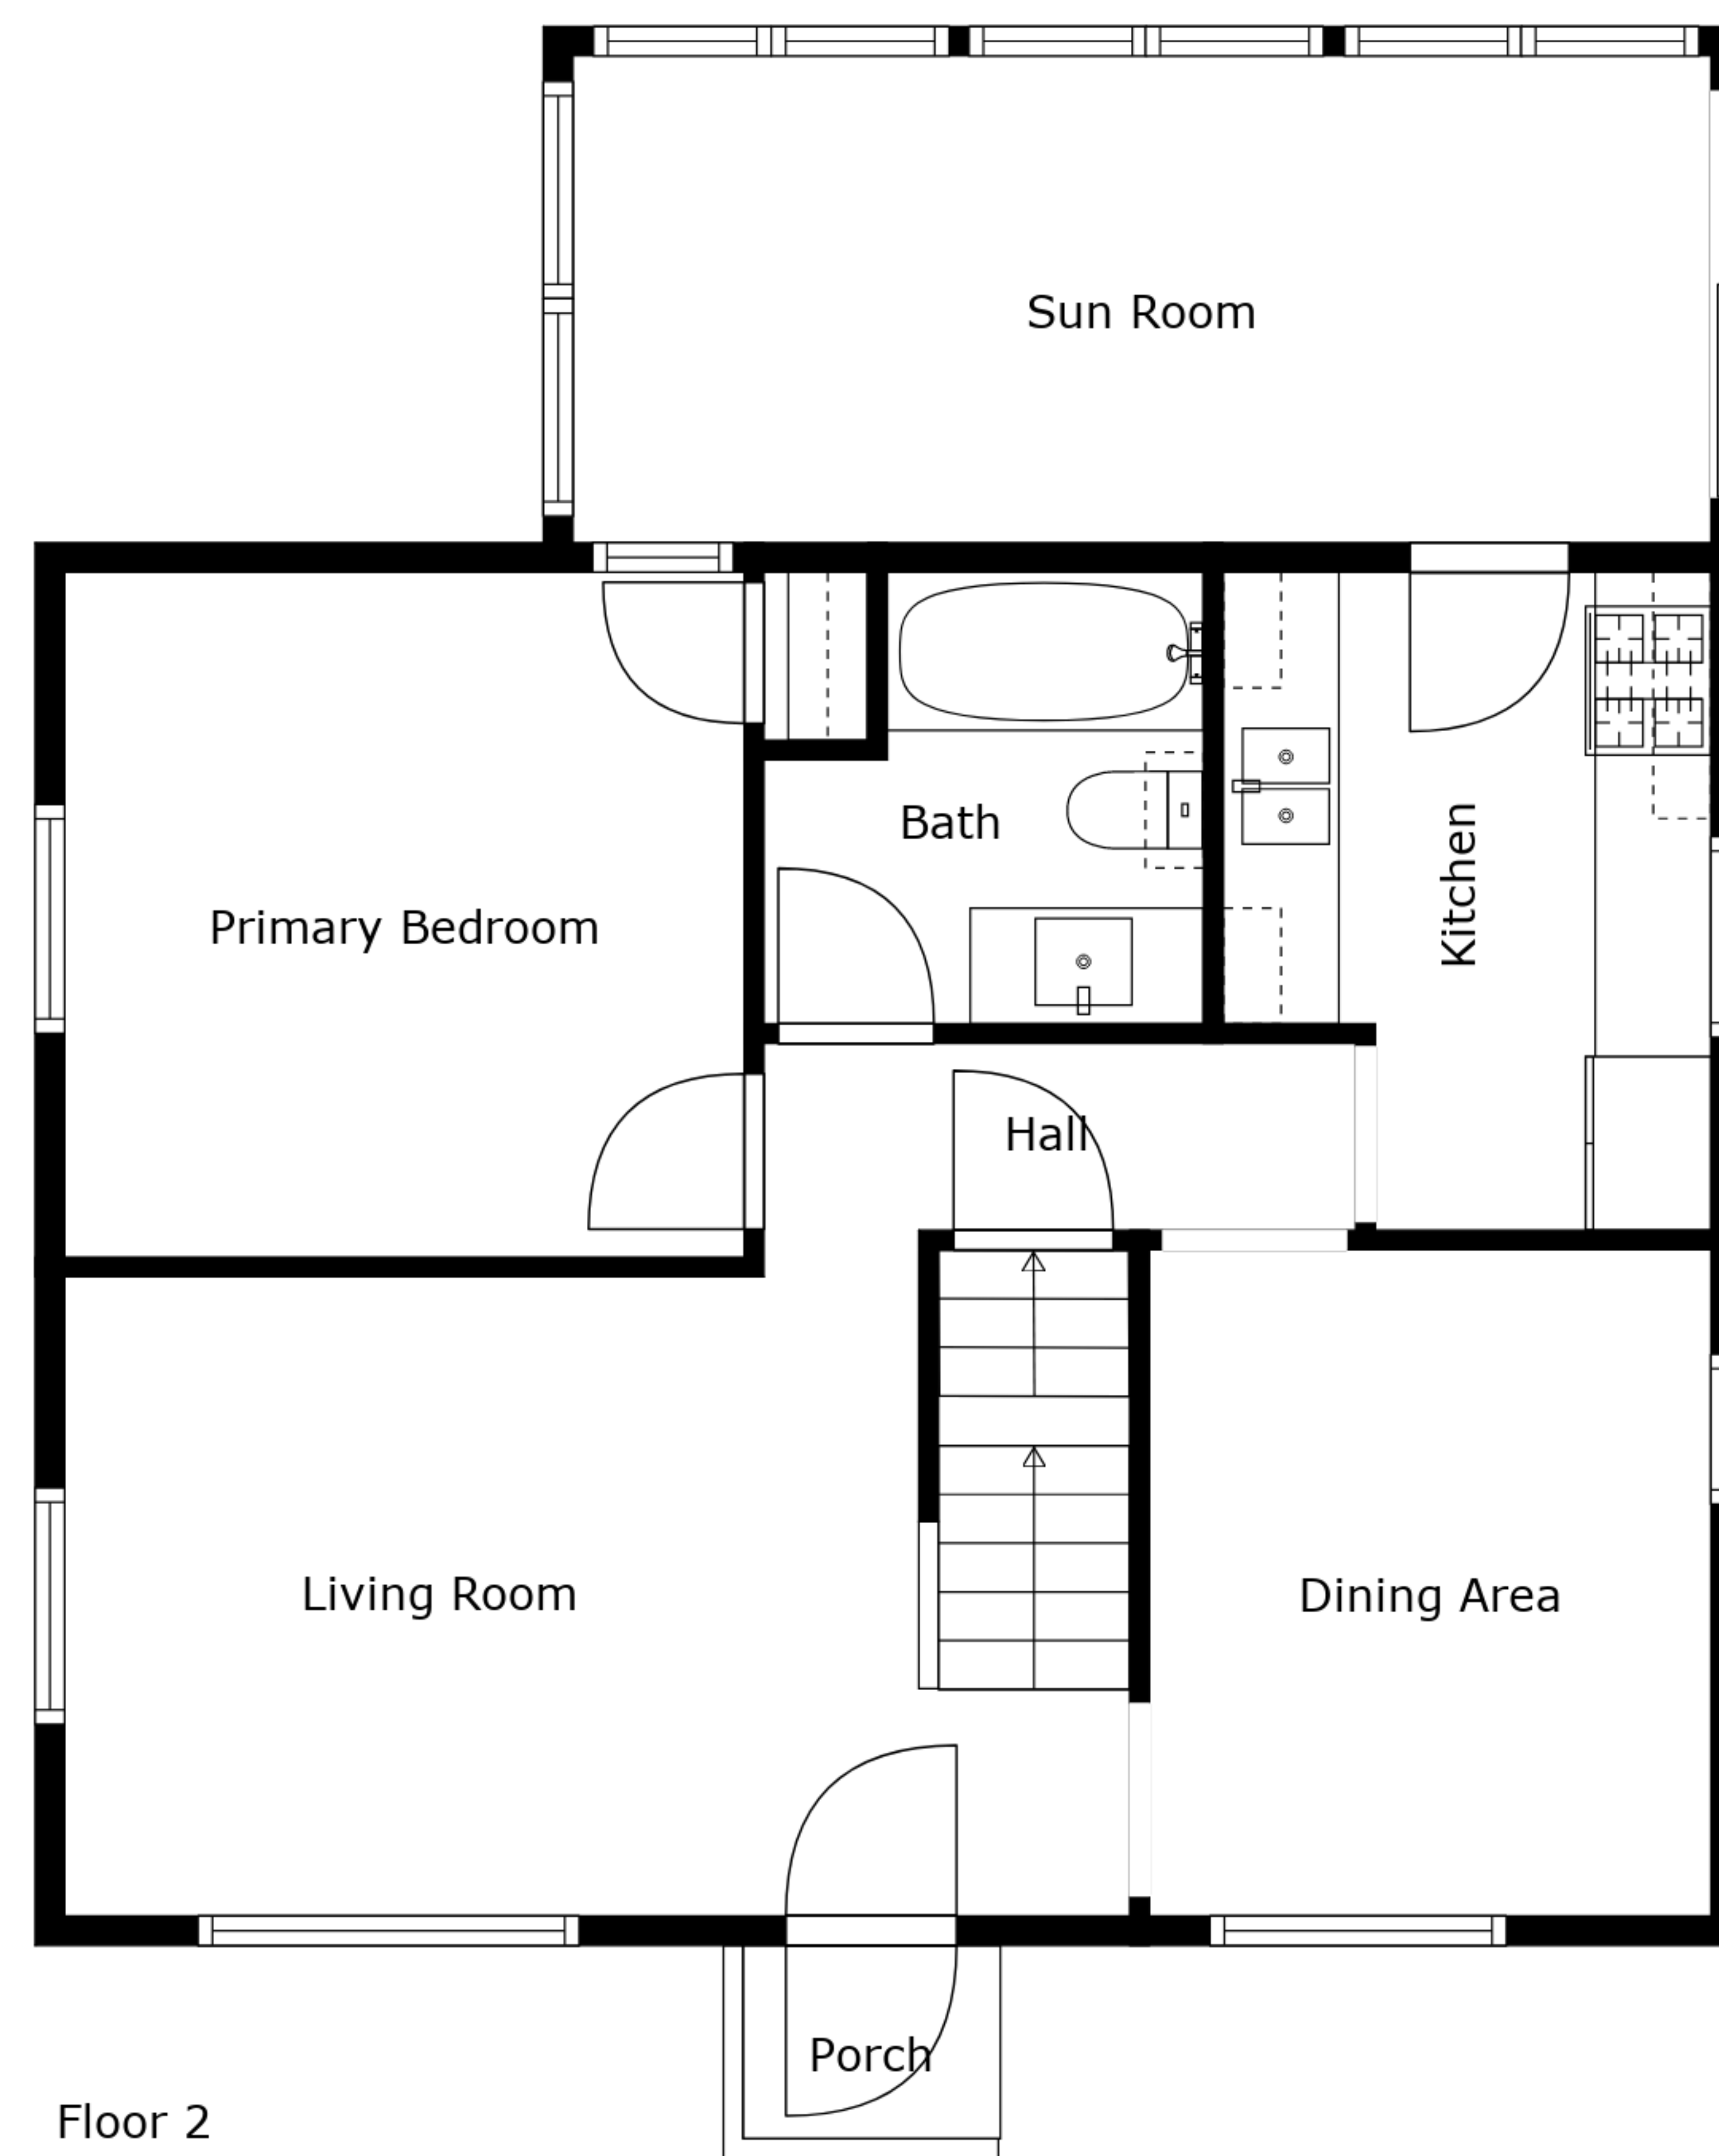 Sun Room
Bath
Kitchen
Primary Bedroom
Hall
Living Room
Dining Area
Porch
Floor 2